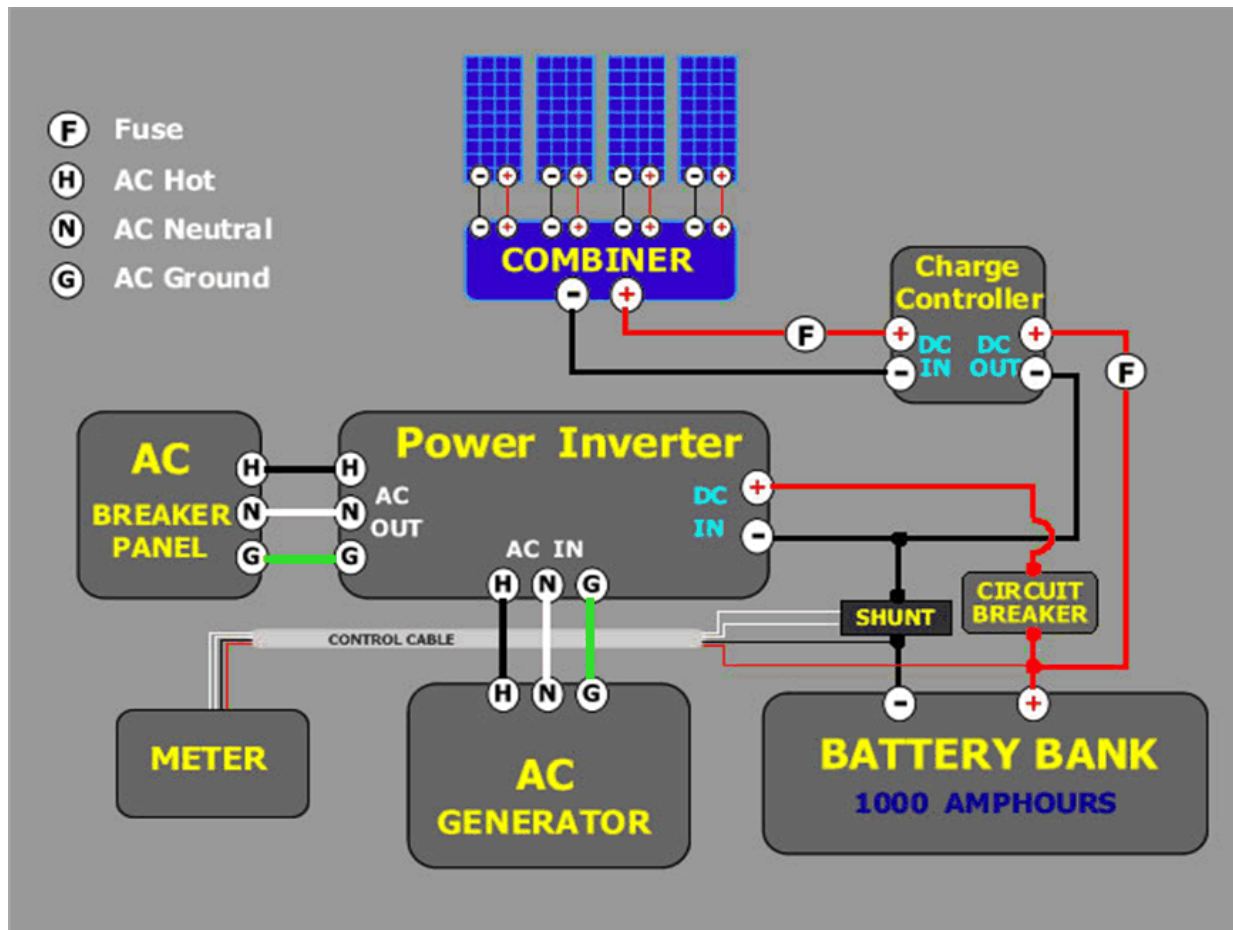 F Fuse
H AC Hot
N AC Neutral
G AC Ground
- + - + - + - +
- + - + - + - +
COMBINER
- +
Charge
Controller
+ DC DC +
- IN OUT -
F
F
AC
BREAKER
PANEL
H
N
G
Power Inverter
H
N
G
AC
OUT
DC
IN
+
-
AC IN
H N G
CONTROL CABLE
SHUNT
CIRCUIT
BREAKER
METER
H N G
AC
GENERATOR
- +
BATTERY BANK
1000 AMPHOURS